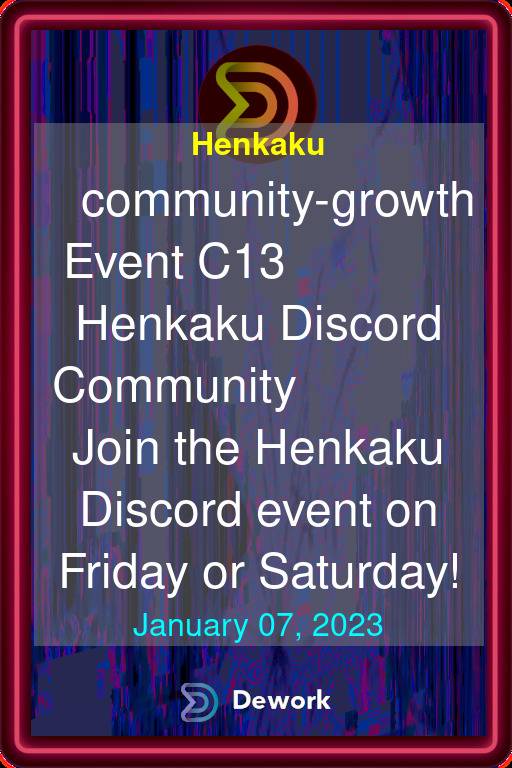 Henkaku
community-growth
Event C13
Henkaku Discord
Community
Join the Henkaku
Discord event on
Friday or Saturday!
January 07, 2023
Dework